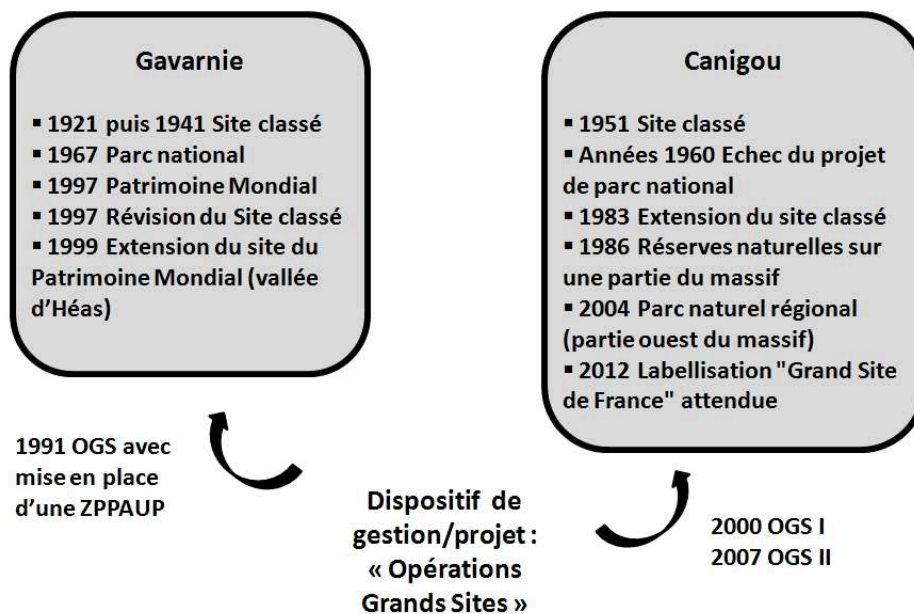 Gavarnie
▪ 1921 puis 1941 Site classé
▪ 1967 Parc national
▪ 1997 Patrimoine Mondial
▪ 1997 Révision du Site classé
▪ 1999 Extension du site du
Patrimoine Mondial (vallée
d’Héas)
Canigou
▪ 1951 Site classé
▪ Années 1960 Echec du projet
de parc national
▪ 1983 Extension du site classé
▪ 1986 Réserves naturelles sur
une partie du massif
▪ 2004 Parc naturel régional
(partie ouest du massif)
▪ 2012 Labellisation "Grand Site
de France" attendue
1991 OGS avec
mise en place
d’une ZPPAUP
Dispositif de
gestion/projet :
« Opérations
Grands Sites »
2000 OGS I
2007 OGS II